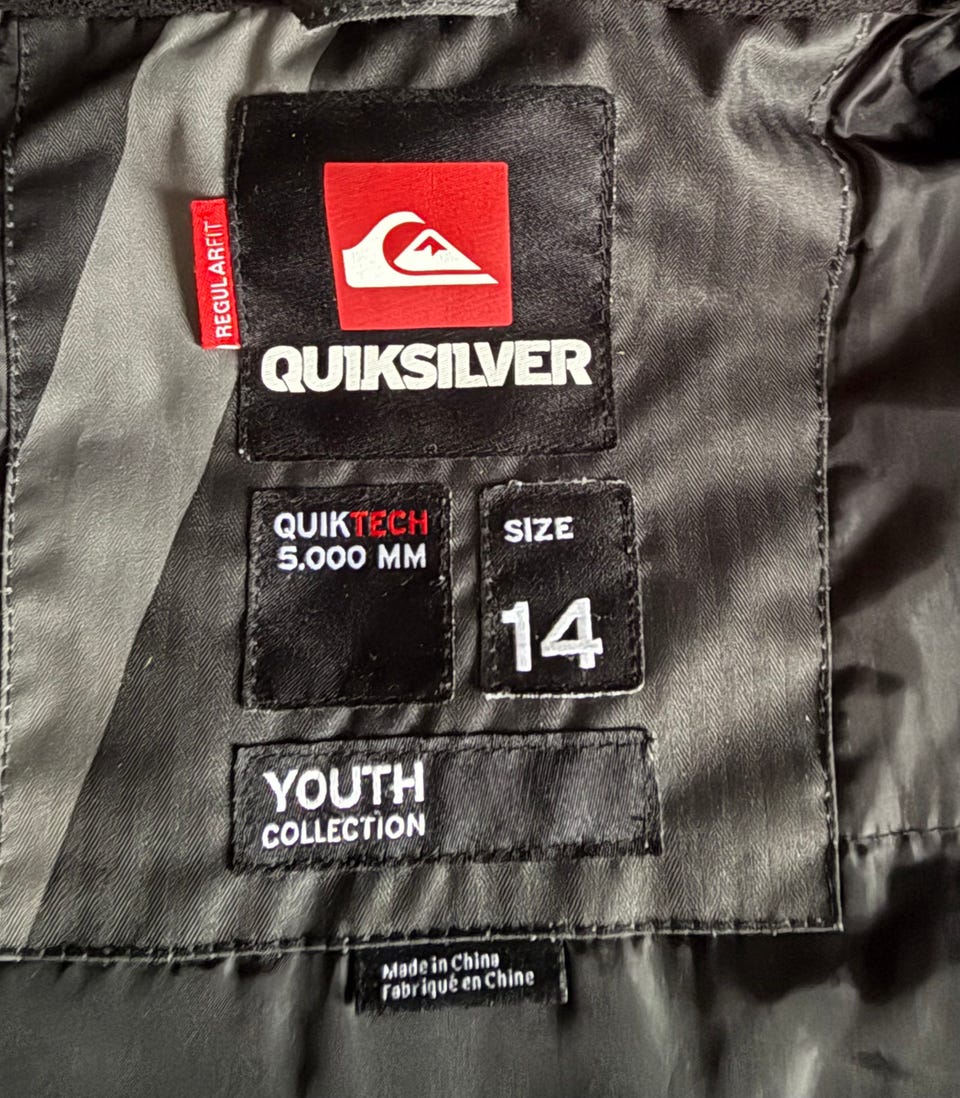 REGULARFIT
QUIKSILVER
QUIKTECH
5.000 MM
SIZE
14
YOUTH
COLLECTION
Made in China
Fabriqué en Chine